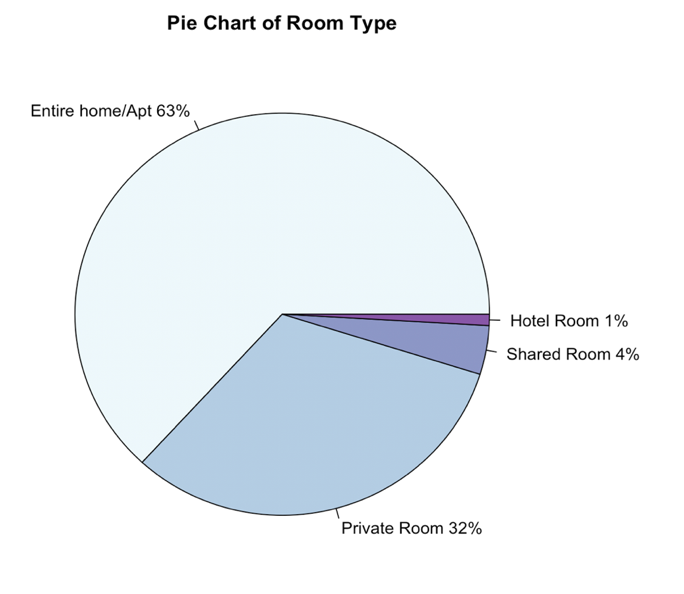 Pie Chart of Room Type
Entire home/Apt 63%
Hotel Room 1%
Shared Room 4%
Private Room 32%